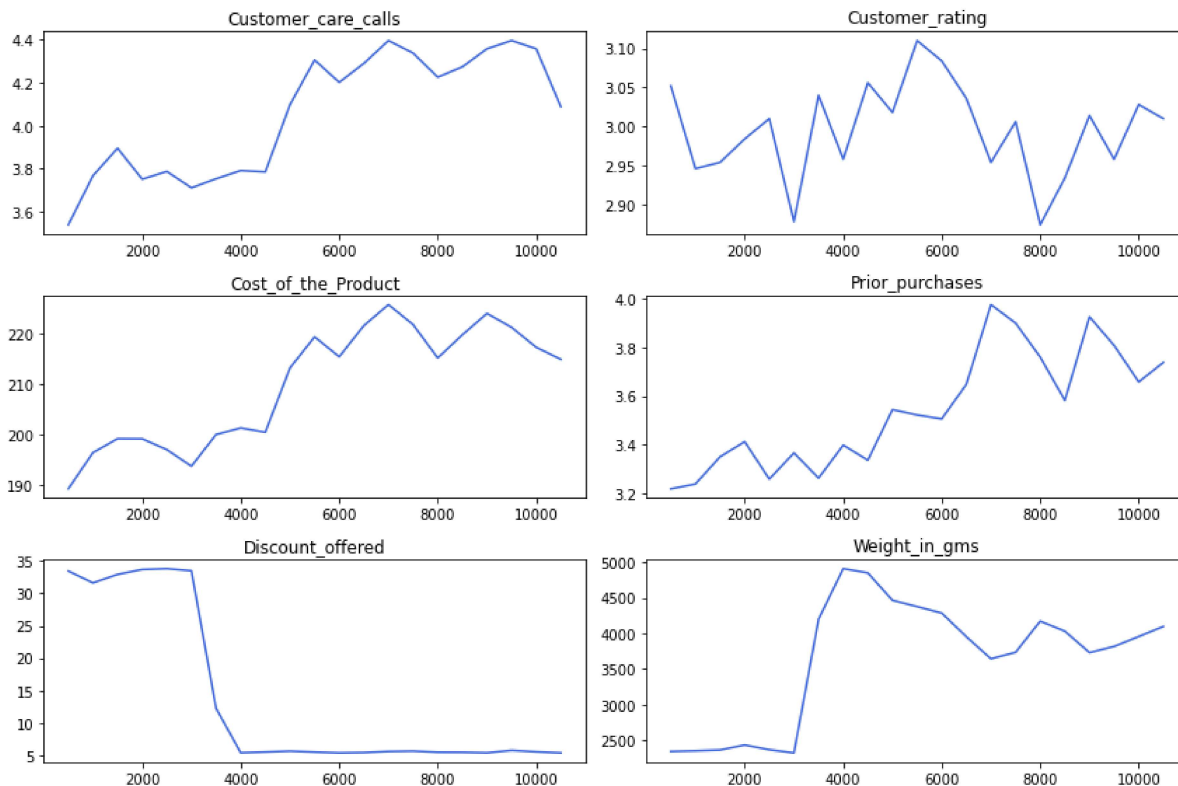 Customer_care_calls
4.4
4.2
4.0
3.8
3.6
2000 4000 6000 8000 10000
Customer_rating
3.10
3.05
3.00
2.95
2.90
2000 4000 6000 8000 10000
Cost_of_the_Product
220
210
200
190
2000 4000 6000 8000 10000
Prior_purchases
4.0
3.8
3.6
3.4
3.2
2000 4000 6000 8000 10000
Discount_offered
35
30
25
20
15
10
5
2000 4000 6000 8000 10000
Weight_in_gms
5000
4500
4000
3500
3000
2500
2000 4000 6000 8000 10000